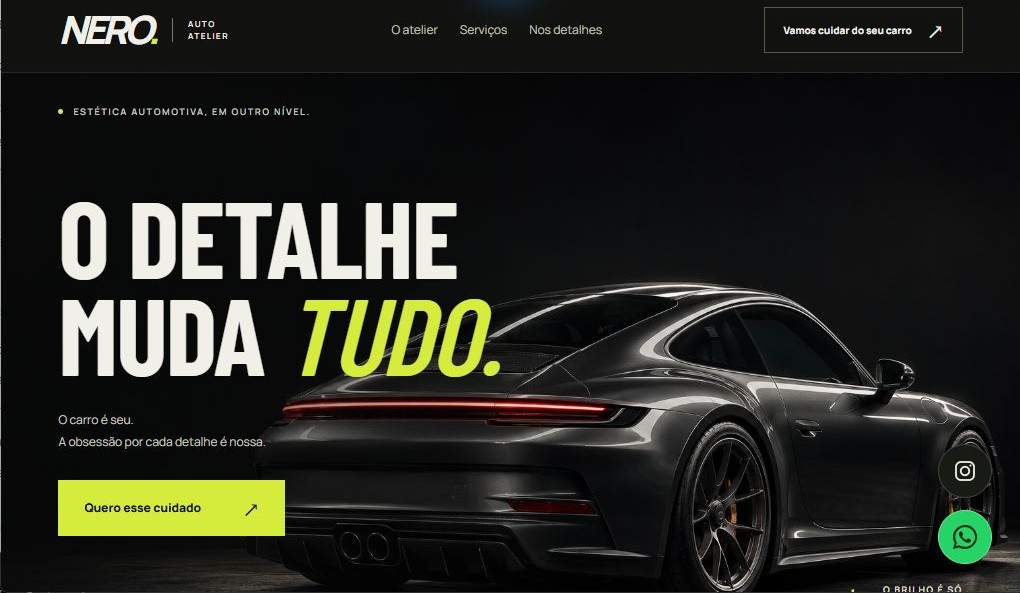 NERO.
AUTO
ATELIER
O atelier
Serviços
Nos detalhes
Vamos cuidar do seu carro
ESTÉTICA AUTOMOTIVA, EM OUTRO NÍVEL.
O DETALHE
MUDA TUDO.
O carro é seu.
A obsessão por cada detalhe é nossa.
Quero esse cuidado
O BRILHO É SÓ